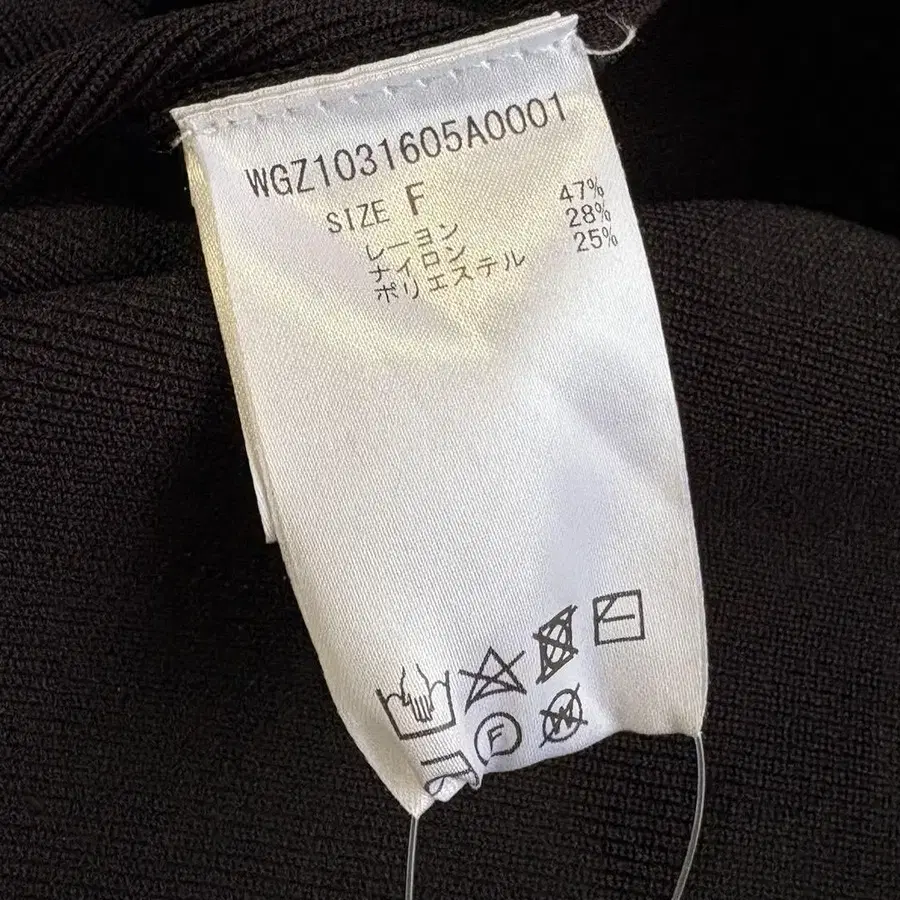 WGZ1031605A0001
SIZE F
レーヨン 47%
ナイロン 28%
ポリエステル 25%
F
W